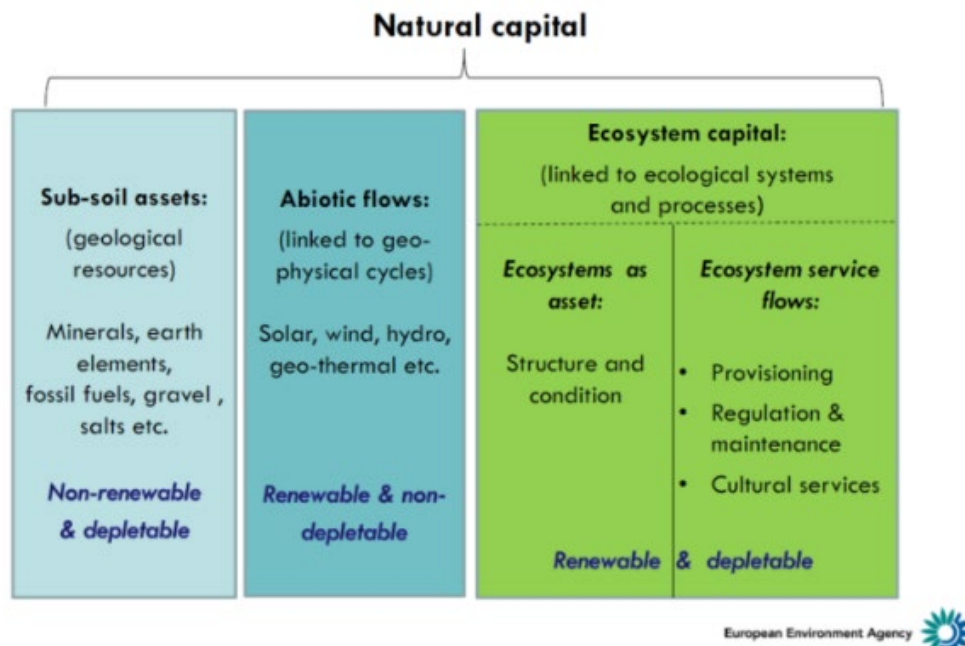 Natural capital
Sub-soil assets:
(geological
resources)
Minerals, earth
elements,
fossil fuels, gravel ,
salts etc.
Non-renewable
& depletable
Abiotic flows:
(linked to geo-
physical cycles)
Solar, wind, hydro,
geo-thermal etc.
Renewable & non-
depletable
Ecosystem capital:
(linked to ecological systems
and processes)
Ecosystems as
asset:
Structure and
condition
Ecosystem service
flows:
• Provisioning
• Regulation &
maintenance
• Cultural services
Renewable & depletable
European Environment Agency